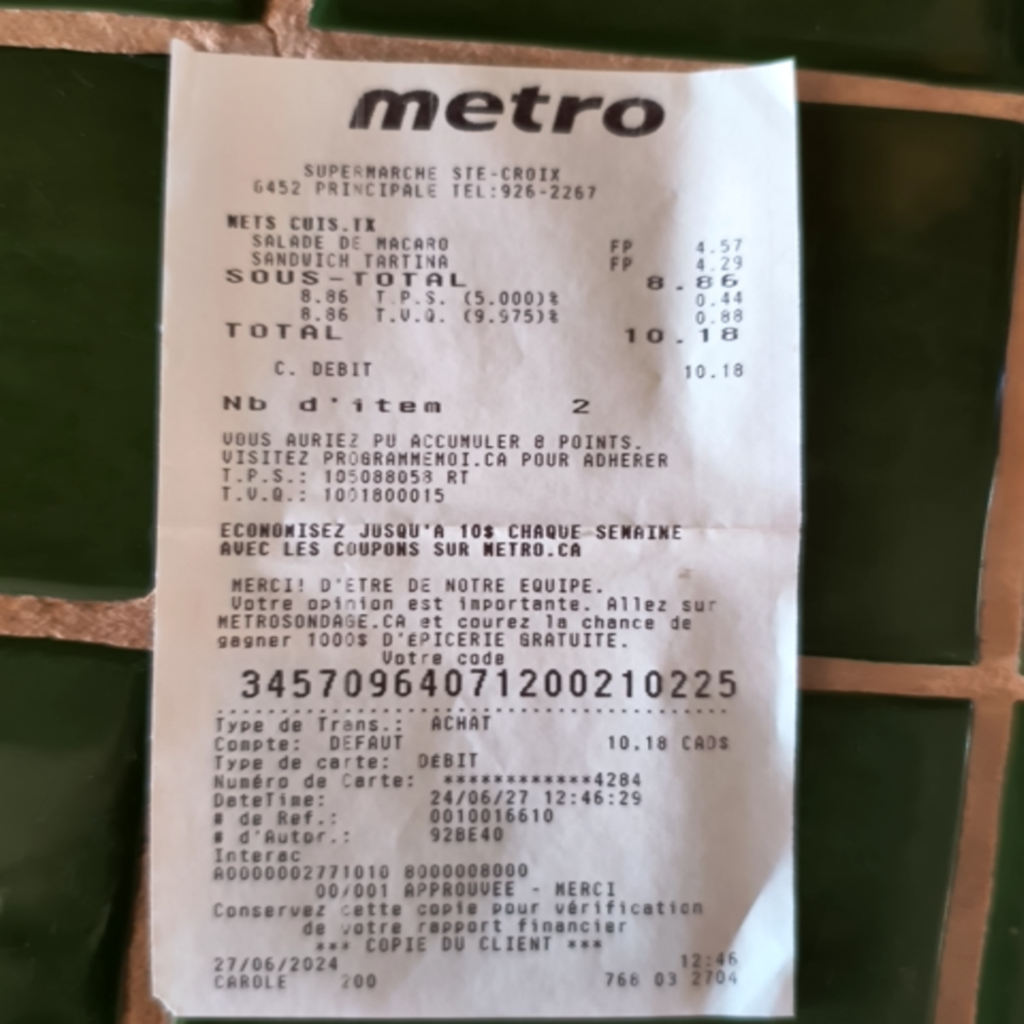 metro
SUPERMARCHE STE-CROIX
6452 PRINCIPALE TEL:926-2267
METS CUIS.TX
SALADE DE MACARO FP 4.57
SANDWICH TARTINA FP 4.29
SOUS-TOTAL 8.86
8.86 T.P.S. (5.000)% 0.44
8.86 T.V.Q. (9.975)% 0.88
TOTAL 10.18
C. DEBIT 10.18
Nb d'item 2
VOUS AURIEZ PU ACCUMULER 8 POINTS.
VISITEZ PROGRAMMEMOI.CA POUR ADHERER
T.P.S.: 105088058 RT
T.V.Q.: 1001800015
ECONOMISEZ JUSQU'A 10$ CHAQUE SEMAINE
AVEC LES COUPONS SUR METRO.CA
MERCI! D'ETRE DE NOTRE EQUIPE.
Votre opinion est importante. Allez sur
METROSONDAGE.CA et courez la chance de
gagner 1000$ D'ÉPICERIE GRATUITE.
Votre code
34570964071200210225
Type de Trans.: ACHAT
Compte: DEFAUT 10.18 CAD$
Type de carte: DÉBIT
Numéro de Carte: ************4284
DateTime: 24/06/27 12:46:29
# de Ref.: 0010016610
# d'Autor.: 92BE40
Interac
A0000002771010 8000008000
00/001 APPROUVEE - MERCI
Conservez cette copie pour vérification
de votre rapport financier
*** COPIE DU CLIENT ***
27/06/2024 12:46
CAROLE 200 768 03 2704